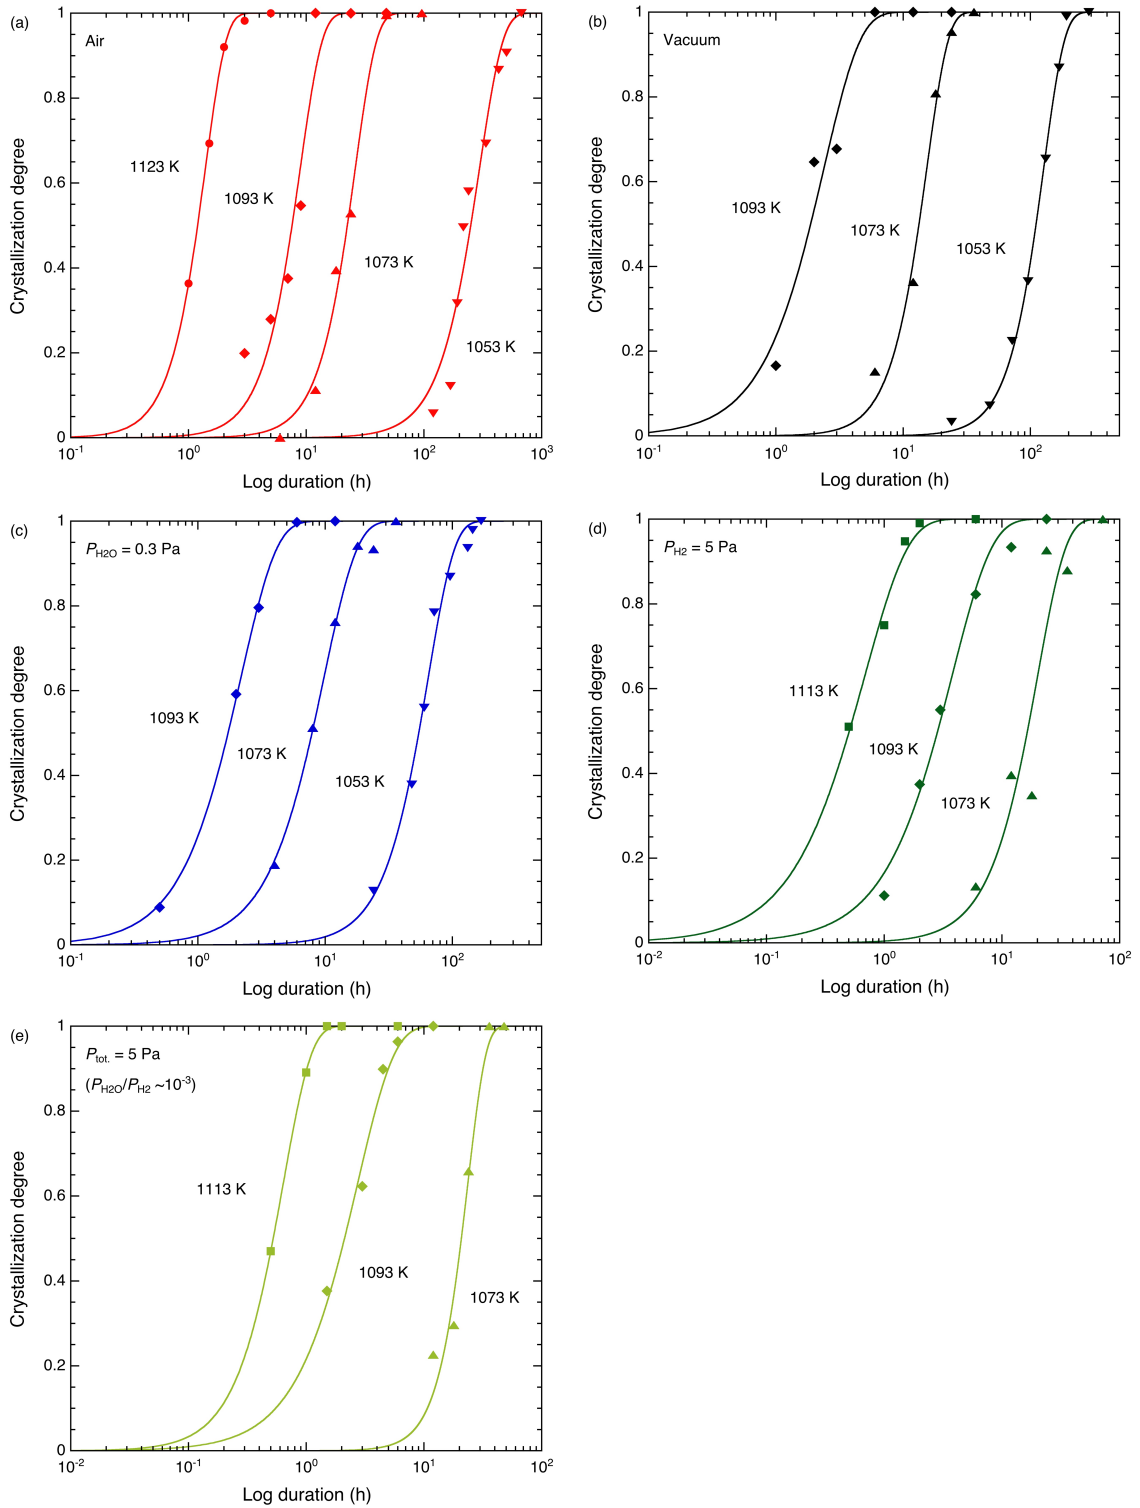 (a)
Air
1123 K
1093 K
1073 K
1053 K
Crystallization degree
0
0.2
0.4
0.6
0.8
1
10⁻¹
10⁰
10¹
10²
10³
Log duration (h)
(b)
Vacuum
1093 K
1073 K
1053 K
Crystallization degree
0
0.2
0.4
0.6
0.8
1
10⁻¹
10⁰
10¹
10²
Log duration (h)
(c)
P_H2O = 0.3 Pa
1093 K
1073 K
1053 K
Crystallization degree
0
0.2
0.4
0.6
0.8
1
10⁻¹
10⁰
10¹
10²
Log duration (h)
(d)
P_H2 = 5 Pa
1113 K
1093 K
1073 K
Crystallization degree
0
0.2
0.4
0.6
0.8
1
10⁻²
10⁻¹
10⁰
10¹
10²
Log duration (h)
(e)
P_tot. = 5 Pa
(P_H2O/P_H2 ~10⁻³)
1113 K
1093 K
1073 K
Crystallization degree
0
0.2
0.4
0.6
0.8
1
10⁻²
10⁻¹
10⁰
10¹
10²
Log duration (h)